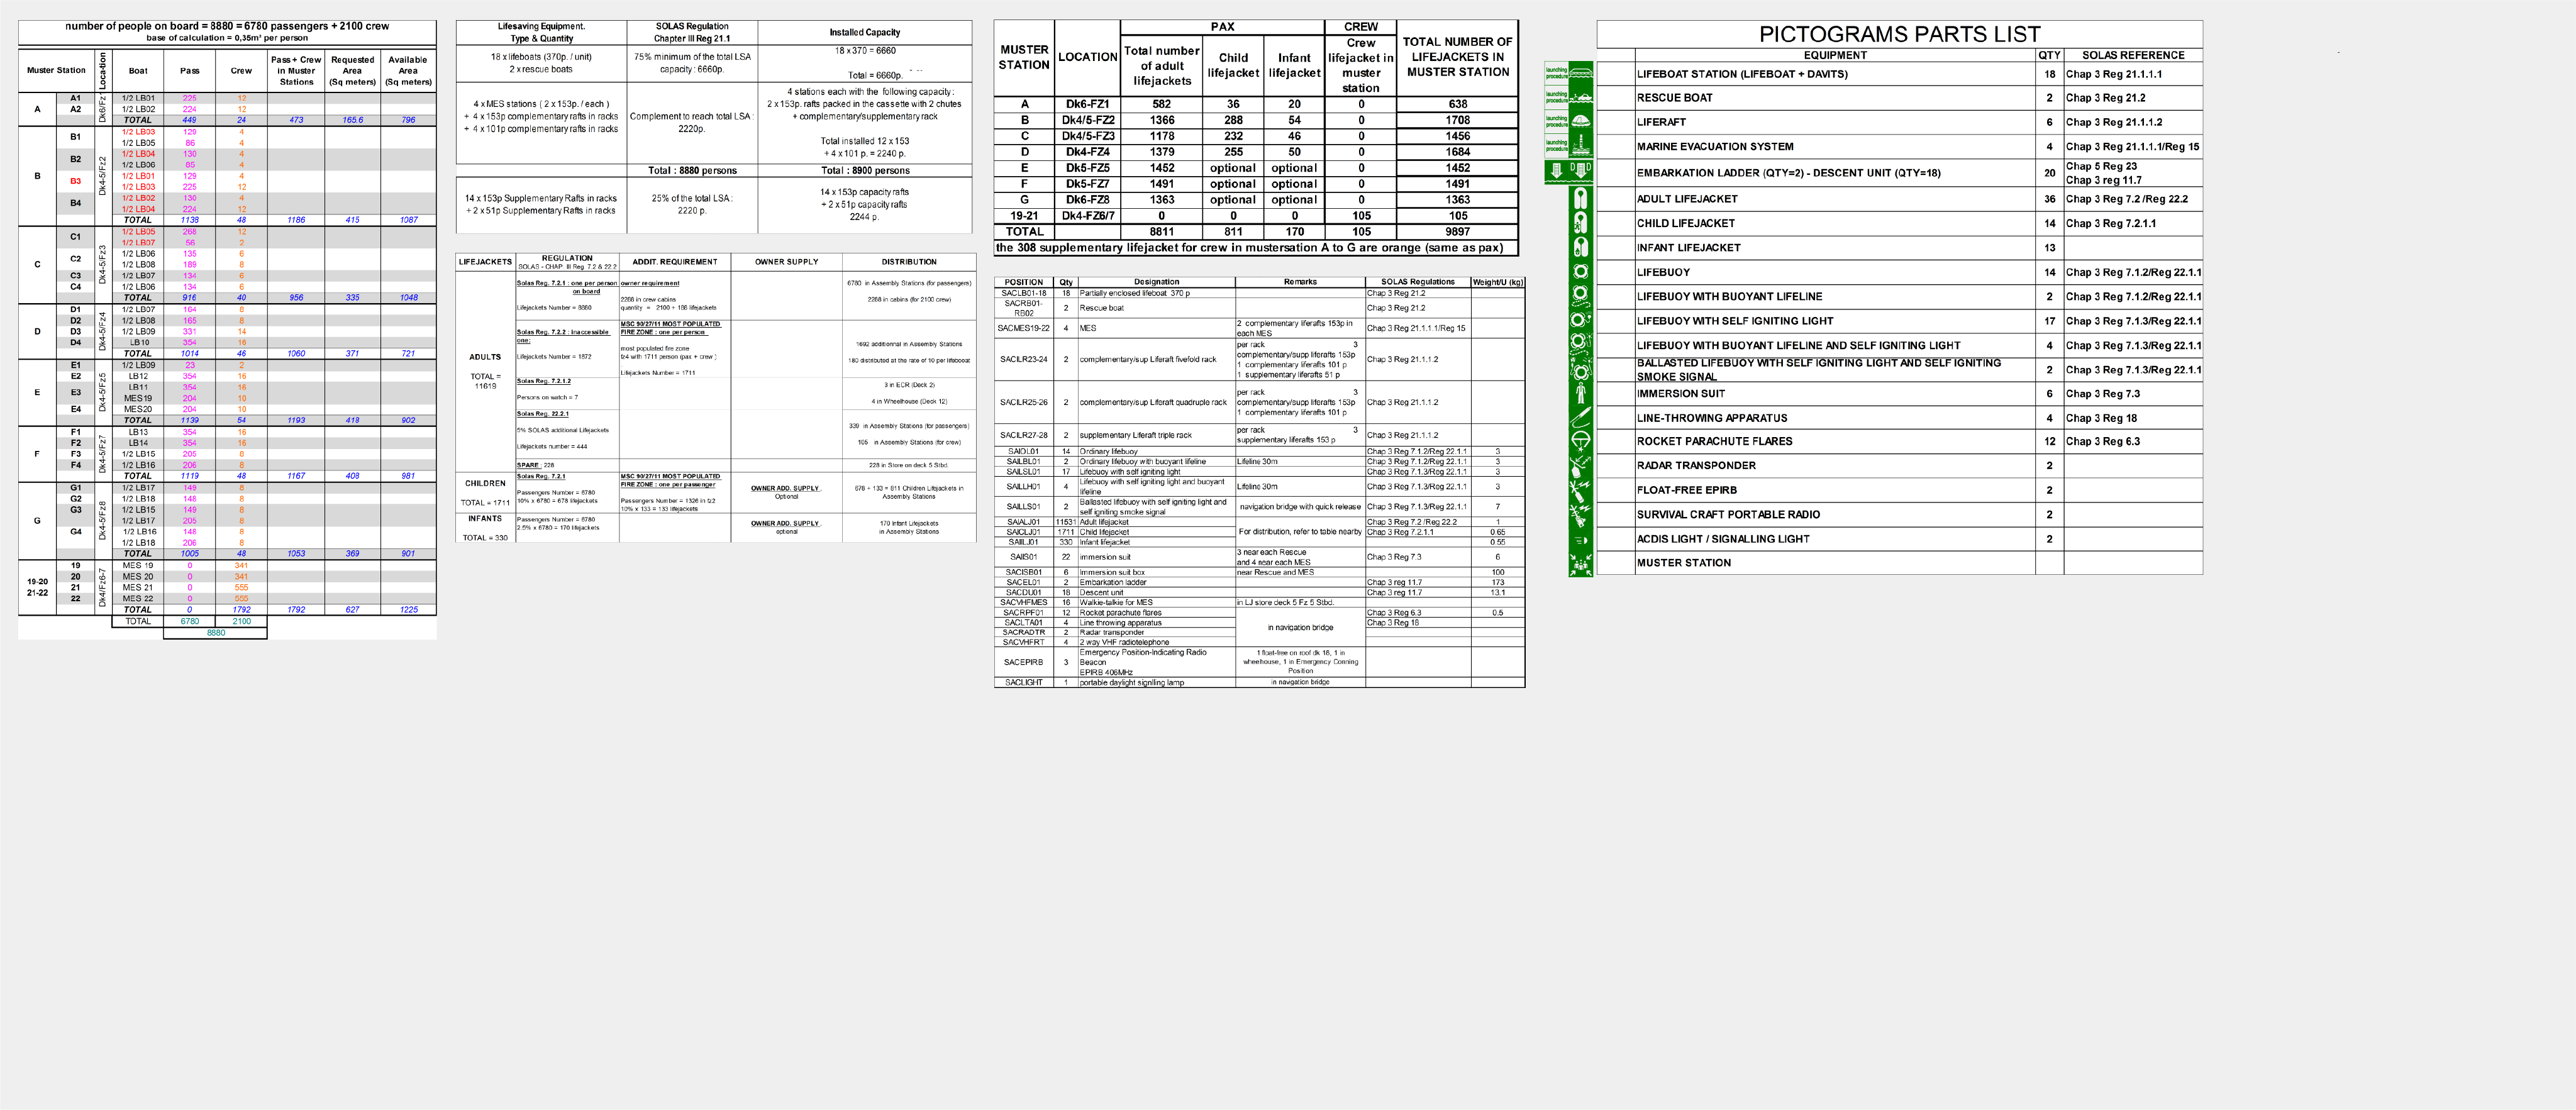 number of people on board = 8880 = 6780 passengers + 2100 crew
base of calculation = 0,35m² per person
Muster Station Location Boat Pass Crew Pass + Crew in Muster Stations Requested Area (Sq meters) Available Area (Sq meters)
A Dk6/Fz1
A1 1/2 LB01 225 12
A2 1/2 LB02 224 12
TOTAL 449 24 473 165.6 796
B Dk4-5/Fz2
B1 1/2 LB03 129 4
1/2 LB05 86 4
B2 1/2 LB04 130 4
1/2 LB06 85 4
B3 1/2 LB01 129 4
1/2 LB03 225 12
B4 1/2 LB02 130 4
1/2 LB04 224 12
TOTAL 1138 48 1186 415 1087
C Dk4-5/Fz3
C1 1/2 LB05 268 12
1/2 LB07 56 2
C2 1/2 LB06 135 6
1/2 LB08 189 8
C3 1/2 LB07 134 6
C4 1/2 LB06 134 6
TOTAL 916 40 956 335 1048
D Dk4-5/Fz4
D1 1/2 LB07 164 8
D2 1/2 LB08 165 8
D3 1/2 LB09 331 14
D4 LB10 354 16
TOTAL 1014 46 1060 371 721
E Dk4-5/Fz5
E1 1/2 LB09 23 2
E2 LB12 354 16
E3 LB11 354 16
MES19 204 10
E4 MES20 204 10
TOTAL 1139 54 1193 418 902
F Dk4-5/Fz7
F1 LB13 354 16
F2 LB14 354 16
F3 1/2 LB15 205 8
F4 1/2 LB16 206 8
TOTAL 1119 48 1167 408 981
G Dk4-5/Fz8
G1 1/2 LB17 149 8
G2 1/2 LB18 148 8
G3 1/2 LB15 149 8
1/2 LB17 205 8
G4 1/2 LB16 148 8
1/2 LB18 206 8
TOTAL 1005 48 1053 369 901
19-20 21-22 Dk4/Fz6-7
19 MES 19 0 341
20 MES 20 0 341
21 MES 21 0 555
22 MES 22 0 555
TOTAL 0 1792 1792 627 1225
TOTAL 6780 2100
8880
Lifesaving Equipment. Type & Quantity
SOLAS Regulation Chapter III Reg 21.1
Installed Capacity
18 x lifeboats (370p. / unit)
2 x rescue boats
75% minimum of the total LSA
capacity : 6660p.
18 x 370 = 6660
Total = 6660p.
4 x MES stations ( 2 x 153p. / each )
+ 4 x 153p complementary rafts in racks
+ 4 x 101p complementary rafts in racks
Complement to reach total LSA :
2220p.
4 stations each with the following capacity :
2 x 153p. rafts packed in the cassette with 2 chutes
+ complementary/supplementary rack
Total installed 12 x 153
+ 4 x 101 p. = 2240 p.
Total : 8880 persons
Total : 8900 persons
14 x 153p Supplementary Rafts in racks
+ 2 x 51p Supplementary Rafts in racks
25% of the total LSA :
2220 p.
14 x 153p capacity rafts
+ 2 x 51p capacity rafts
2244 p.
LIFEJACKETS
REGULATION SOLAS - CHAP. III Reg. 7.2 & 22.2
ADDIT. REQUIREMENT
OWNER SUPPLY
DISTRIBUTION
ADULTS
TOTAL =
11619
Solas Reg. 7.2.1 : one per person on board
Lifejackets Number = 8880
owner requirement
2288 in crew cabins
quantity = 2100 + 188 lifejackets
6780 in Assembly Stations (for passengers)
2288 in cabins (for 2100 crew)
Solas Reg. 7.2.2 : inaccessible one:
Lifejackets Number = 1872
MSC 90/27/11 MOST POPULATED
FIRE ZONE : one per person
most populated fire zone
fz4 with 1711 person (pax + crew )
Lifejackets Number = 1711
1692 additionnal in Assembly Stations
180 distributed at the rate of 10 per lifeboat
Solas Reg. 7.2.1.2
Persons on watch = 7
3 in ECR (Deck 2)
4 in Wheelhouse (Deck 12)
Solas Reg. 22.2.1
5% SOLAS additional Lifejackets
Lifejackets number = 444
339 in Assembly Stations (for passengers)
105 in Assembly Stations (for crew)
SPARE : 228
228 in Store on deck 5 Stbd.
CHILDREN
TOTAL = 1711
Solas Reg. 7.2.1
Passengers Number = 6780
10% x 6780 = 678 lifejackets
MSC 90/27/11 MOST POPULATED
FIRE ZONE : one per passenger
Passengers Number = 1326 in fz2
10% x 133 = 133 lifejackets
OWNER ADD. SUPPLY .
Optional
678 + 133 = 811 Children Lifejackets in
Assembly Stations
INFANTS
TOTAL = 330
Passengers Number = 6780
2.5% x 6780 = 170 lifejackets
OWNER ADD. SUPPLY .
optional
170 Infant Lifejackets
in Assembly Stations
MUSTER STATION LOCATION PAX CREW TOTAL NUMBER OF LIFEJACKETS IN MUSTER STATION
Total number of adult lifejackets Child lifejacket Infant lifejacket Crew lifejacket in muster station
A Dk6-FZ1 582 36 20 0 638
B Dk4/5-FZ2 1366 288 54 0 1708
C Dk4/5-FZ3 1178 232 46 0 1456
D Dk4-FZ4 1379 255 50 0 1684
E Dk5-FZ5 1452 optional optional 0 1452
F Dk5-FZ7 1491 optional optional 0 1491
G Dk6-FZ8 1363 optional optional 0 1363
19-21 Dk4-FZ6/7 0 0 0 105 105
TOTAL 8811 811 170 105 9897
the 308 supplementary lifejacket for crew in mustersation A to G are orange (same as pax)
POSITION Qty Designation Remarks SOLAS Regulations Weight/U (kg)
SACLB01-18 18 Partially enclosed lifeboat 370 p Chap 3 Reg 21.2
SACRB01-RB02 2 Rescue boat Chap 3 Reg 21.2
SACMES19-22 4 MES 2 complementary liferafts 153p in each MES Chap 3 Reg 21.1.1.1/Reg 15
SACILR23-24 2 complementary/sup Liferaft fivefold rack per rack 3 complementary/supp liferafts 153p 1 complementary liferafts 101 p 1 supplementary liferafts 51 p Chap 3 Reg 21.1.1.2
SACILR25-26 2 complementary/sup Liferaft quadruple rack per rack 3 complementary/supp liferafts 153p 1 complementary liferafts 101 p Chap 3 Reg 21.1.1.2
SACILR27-28 2 supplementary Liferaft triple rack per rack 3 supplementary liferafts 153 p Chap 3 Reg 21.1.1.2
SAIOL01 14 Ordinary lifebuoy Chap 3 Reg 7.1.2/Reg 22.1.1 3
SAILBL01 2 Ordinary lifebuoy with buoyant lifeline Lifeline 30m Chap 3 Reg 7.1.2/Reg 22.1.1 3
SAILSL01 17 Lifebuoy with self igniting light Chap 3 Reg 7.1.3/Reg 22.1.1 3
SAILLH01 4 Lifebuoy with self igniting light and buoyant lifeline Lifeline 30m Chap 3 Reg 7.1.3/Reg 22.1.1 3
SAILLS01 2 Ballasted lifebuoy with self igniting light and self igniting smoke signal navigation bridge with quick release Chap 3 Reg 7.1.3/Reg 22.1.1 7
SAIALJ01 11531 Adult lifejacket Chap 3 Reg 7.2 /Reg 22.2 1
SAICLJ01 1711 Child lifejacket For distribution, refer to table nearby Chap 3 Reg 7.2.1.1 0.65
SAIILJ01 330 Infant lifejacket 0.55
SAIIS01 22 immersion suit 3 near each Rescue and 4 near each MES Chap 3 Reg 7.3 6
SACISB01 6 Immersion suit box near Rescue and MES 100
SACEL01 2 Embarkation ladder Chap 3 reg 11.7 173
SACDU01 18 Descent unit Chap 3 reg 11.7 13.1
SACVHFMES 16 Walkie-talkie for MES in LJ store deck 5 Fz 5 Stbd.
SACRPF01 12 Rocket parachute flares Chap 3 Reg 6.3 0.5
SACLTA01 4 Line throwing apparatus in navigation bridge Chap 3 Reg 18
SACRADTR 2 Radar transponder
SACVHFRT 4 2 way VHF radiotelephone
SACEPIRB 3 Emergency Position-Indicating Radio Beacon EPIRB 406MHz 1 float-free on roof dk 18, 1 in wheelhouse, 1 in Emergency Conning Position
SACLIGHT 1 portable daylight signlling lamp in navigation bridge
PICTOGRAMS PARTS LIST
EQUIPMENT QTY SOLAS REFERENCE
launching procedure LIFEBOAT STATION (LIFEBOAT + DAVITS) 18 Chap 3 Reg 21.1.1.1
launching procedure RESCUE BOAT 2 Chap 3 Reg 21.2
launching procedure LIFERAFT 6 Chap 3 Reg 21.1.1.2
launching procedure MARINE EVACUATION SYSTEM 4 Chap 3 Reg 21.1.1.1/Reg 15
D D EMBARKATION LADDER (QTY=2) - DESCENT UNIT (QTY=18) 20 Chap 5 Reg 23 Chap 3 reg 11.7
ADULT LIFEJACKET 36 Chap 3 Reg 7.2 /Reg 22.2
CHILD LIFEJACKET 14 Chap 3 Reg 7.2.1.1
INFANT LIFEJACKET 13
LIFEBUOY 14 Chap 3 Reg 7.1.2/Reg 22.1.1
LIFEBUOY WITH BUOYANT LIFELINE 2 Chap 3 Reg 7.1.2/Reg 22.1.1
LIFEBUOY WITH SELF IGNITING LIGHT 17 Chap 3 Reg 7.1.3/Reg 22.1.1
LIFEBUOY WITH BUOYANT LIFELINE AND SELF IGNITING LIGHT 4 Chap 3 Reg 7.1.3/Reg 22.1.1
BALLASTED LIFEBUOY WITH SELF IGNITING LIGHT AND SELF IGNITING SMOKE SIGNAL 2 Chap 3 Reg 7.1.3/Reg 22.1.1
IMMERSION SUIT 6 Chap 3 Reg 7.3
LINE-THROWING APPARATUS 4 Chap 3 Reg 18
ROCKET PARACHUTE FLARES 12 Chap 3 Reg 6.3
RADAR TRANSPONDER 2
FLOAT-FREE EPIRB 2
SURVIVAL CRAFT PORTABLE RADIO 2
ACDIS LIGHT / SIGNALLING LIGHT 2
MUSTER STATION